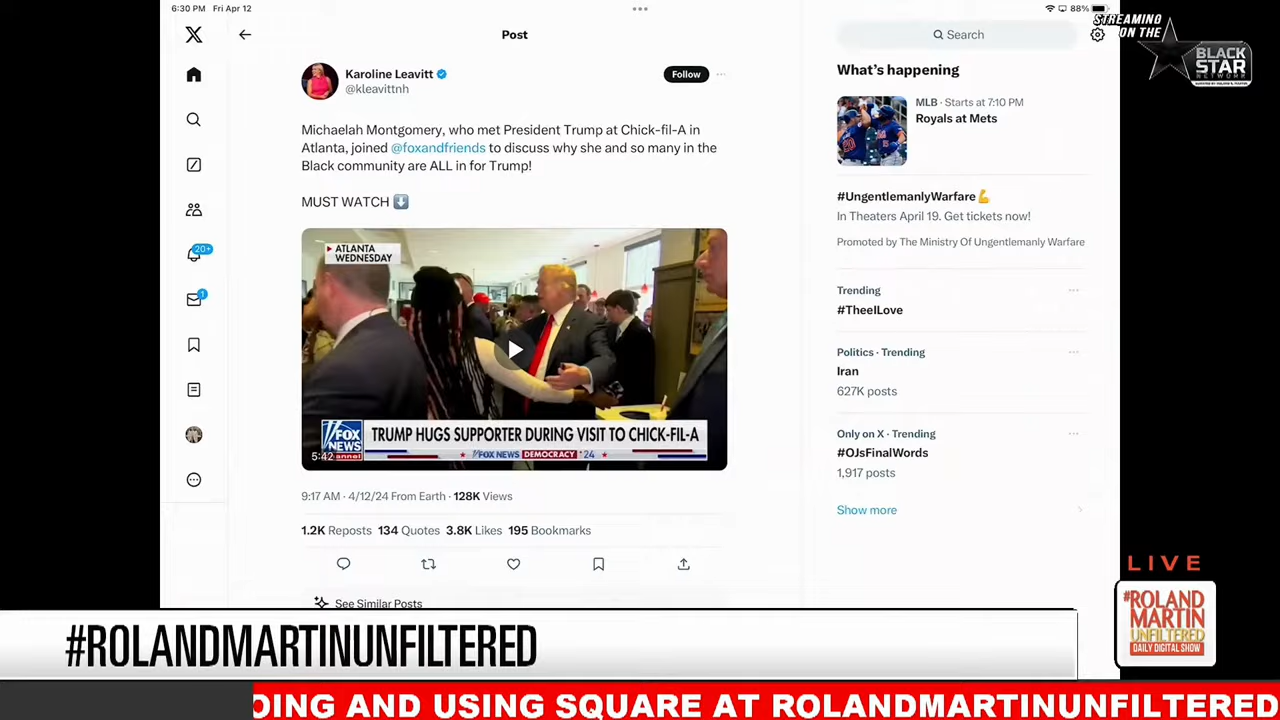 6:30 PM Fri Apr 12
88%
STREAMING
ON THE
BLACK
STAR
NETWORK
Post
Search
Karoline Leavitt
@kleavittnh
Follow
Michaelah Montgomery, who met President Trump at Chick-fil-A in
Atlanta, joined @foxandfriends to discuss why she and so many in the
Black community are ALL in for Trump!
MUST WATCH
ATLANTA
WEDNESDAY
FOX
NEWS
channel
TRUMP HUGS SUPPORTER DURING VISIT TO CHICK-FIL-A
FOX NEWS DEMOCRACY '24
5:42
9:17 AM · 4/12/24 From Earth · 128K Views
1.2K Reposts 134 Quotes 3.8K Likes 195 Bookmarks
See Similar Posts
20+
1
What's happening
MLB · Starts at 7:10 PM
Royals at Mets
#UngentlemanlyWarfare
In Theaters April 19. Get tickets now!
Promoted by The Ministry Of Ungentlemanly Warfare
Trending
#TheeILove
Politics · Trending
Iran
627K posts
Only on X · Trending
#OJsFinalWords
1,917 posts
Show more
LIVE
#ROLAND
MARTIN
UNFILTERED
DAILY DIGITAL SHOW
#ROLANDMARTINUNFILTERED
OING AND USING SQUARE AT ROLANDMARTINUNFILTERED